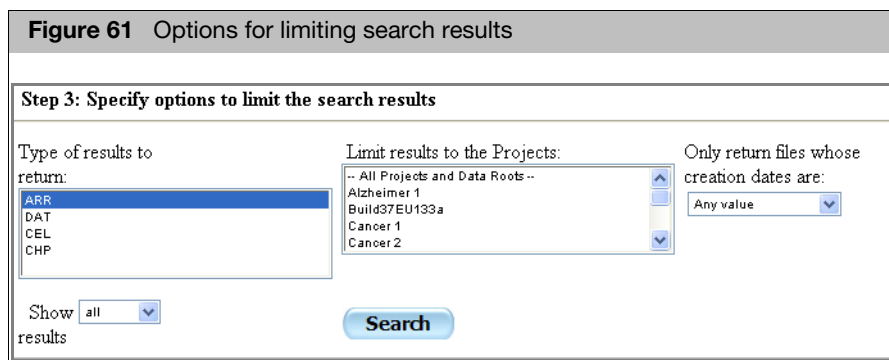 Figure 61 Options for limiting search results
Step 3: Specify options to limit the search results
Type of results to
return:
ARR
DAT
CEL
CHP
Limit results to the Projects:
-- All Projects and Data Roots --
Alzheimer 1
Build37EU133a
Cancer 1
Cancer 2
Only return files whose
creation dates are:
Any value
Show all
results
Search